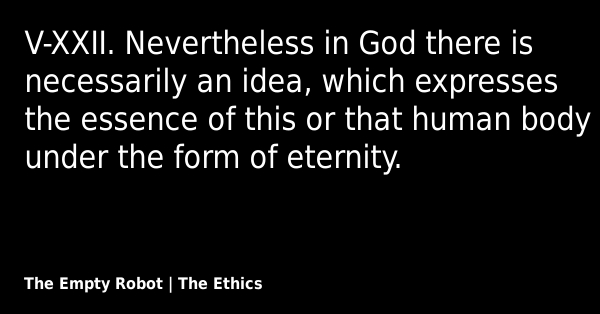 V-XXII. Nevertheless in God there is
necessarily an idea, which expresses
the essence of this or that human body
under the form of eternity.
The Empty Robot | The Ethics